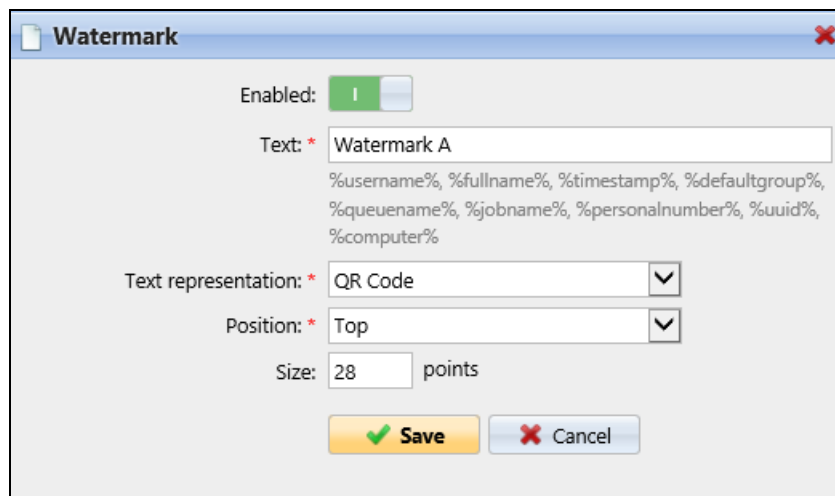 Watermark
Enabled: I
Text: * Watermark A
%username%, %fullname%, %timestamp%, %defaultgroup%,
%queuename%, %jobname%, %personalnumber%, %uuid%,
%computer%
Text representation: * QR Code
Position: * Top
Size: 28 points
Save Cancel